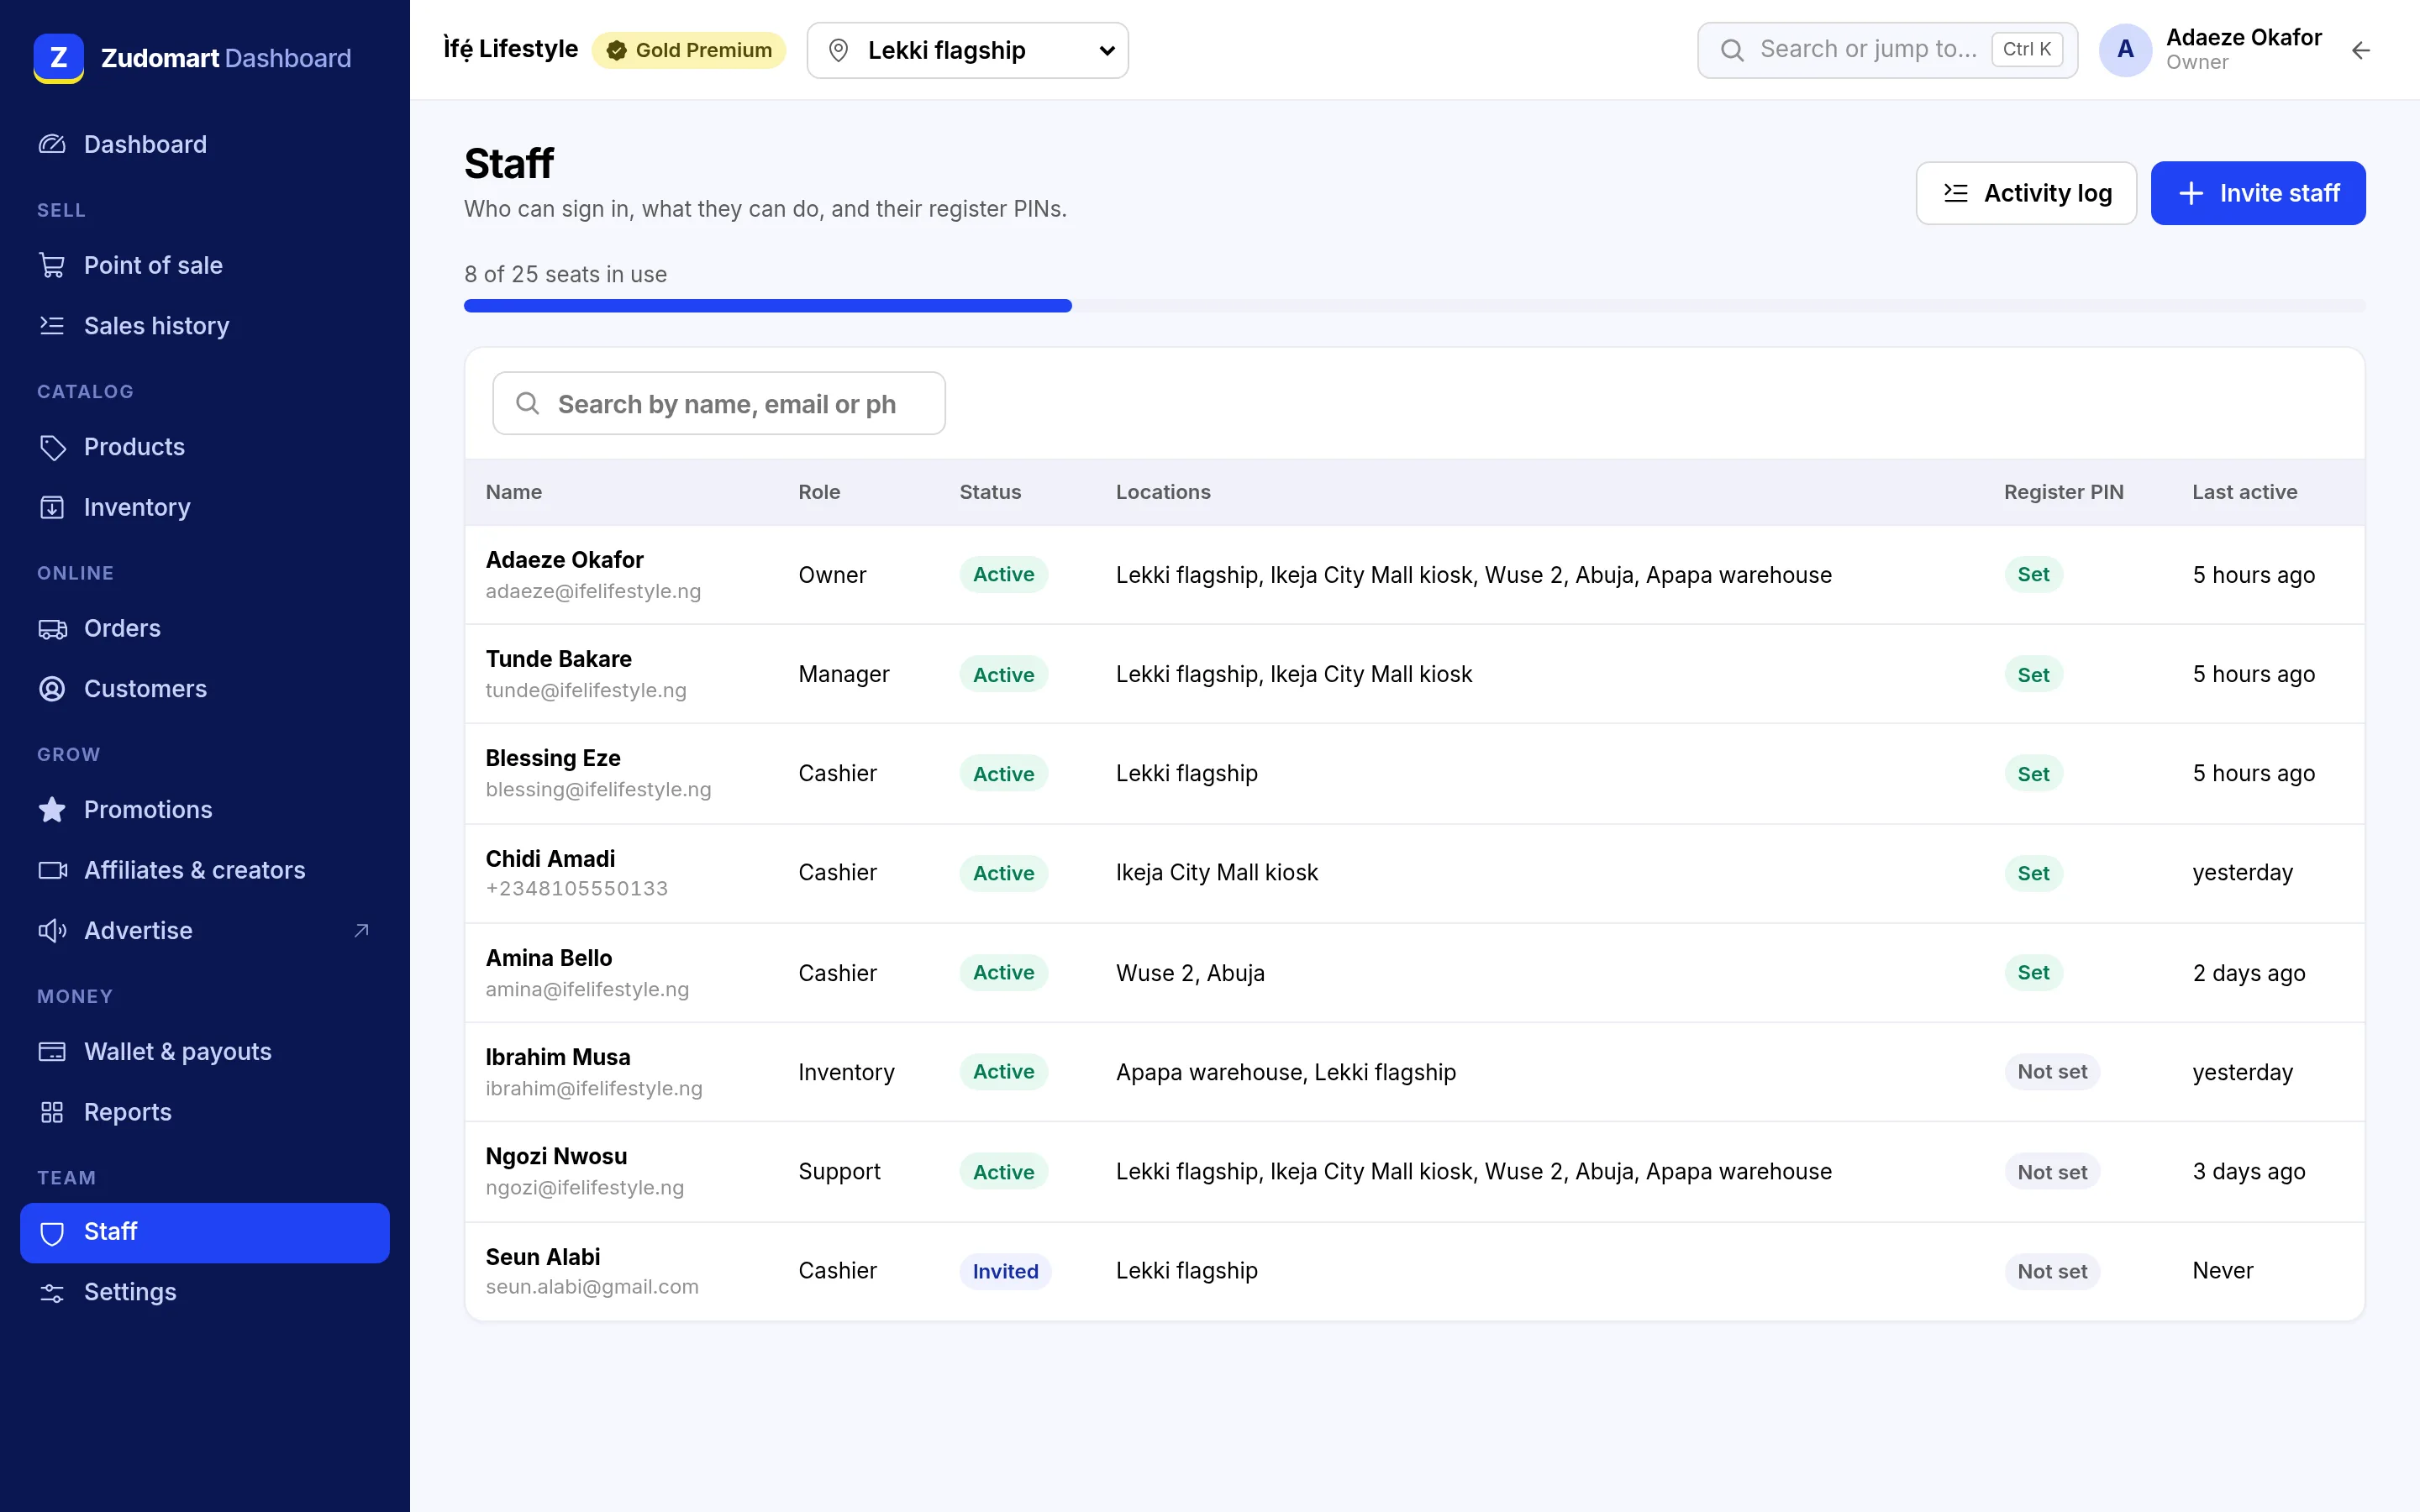 Z Zudomart Dashboard
Dashboard
SELL
Point of sale
Sales history
CATALOG
Products
Inventory
ONLINE
Orders
Customers
GROW
Promotions
Affiliates & creators
Advertise
MONEY
Wallet & payouts
Reports
TEAM
Staff
Settings
Ìfẹ́ Lifestyle Gold Premium Lekki flagship Search or jump to... Ctrl K A Adaeze Okafor
Owner
Staff
Who can sign in, what they can do, and their register PINs.
Activity log Invite staff
8 of 25 seats in use
Search by name, email or ph
Name Role Status Locations Register PIN Last active
Adaeze Okafor
adaeze@ifelifestyle.ng
Owner Active Lekki flagship, Ikeja City Mall kiosk, Wuse 2, Abuja, Apapa warehouse Set 5 hours ago
Tunde Bakare
tunde@ifelifestyle.ng
Manager Active Lekki flagship, Ikeja City Mall kiosk Set 5 hours ago
Blessing Eze
blessing@ifelifestyle.ng
Cashier Active Lekki flagship Set 5 hours ago
Chidi Amadi
+2348105550133
Cashier Active Ikeja City Mall kiosk Set yesterday
Amina Bello
amina@ifelifestyle.ng
Cashier Active Wuse 2, Abuja Set 2 days ago
Ibrahim Musa
ibrahim@ifelifestyle.ng
Inventory Active Apapa warehouse, Lekki flagship Not set yesterday
Ngozi Nwosu
ngozi@ifelifestyle.ng
Support Active Lekki flagship, Ikeja City Mall kiosk, Wuse 2, Abuja, Apapa warehouse Not set 3 days ago
Seun Alabi
seun.alabi@gmail.com
Cashier Invited Lekki flagship Not set Never